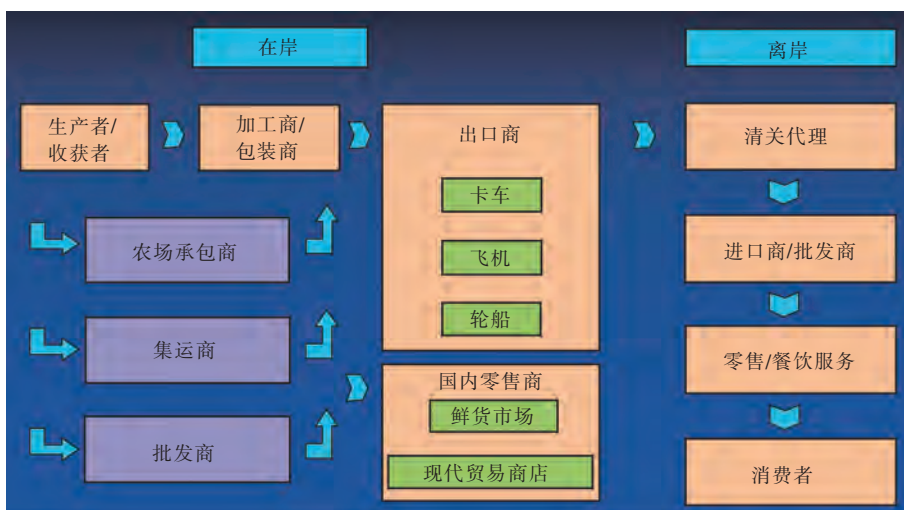 在岸
离岸
生产者/
收获者
加工商/
包装商
出口商
卡车
飞机
轮船
农场承包商
集运商
批发商
国内零售商
鲜货市场
现代贸易商店
清关代理
进口商/批发商
零售/餐饮服务
消费者